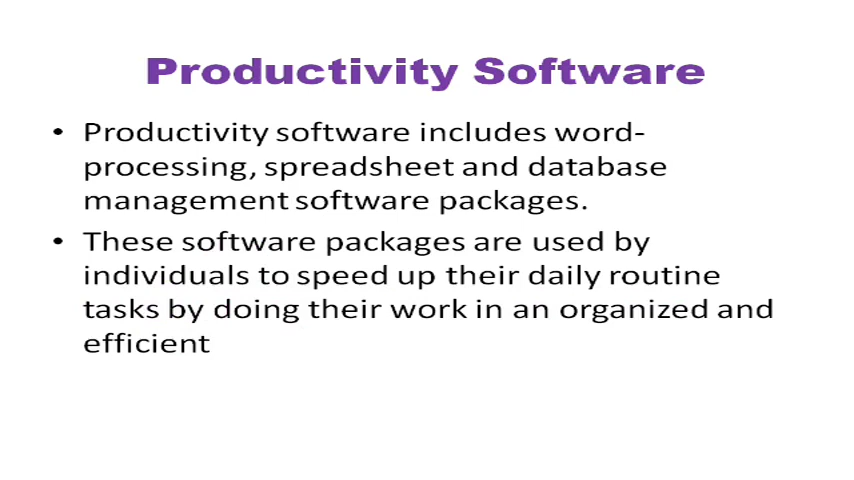 Productivity Software
• Productivity software includes word-
processing, spreadsheet and database
management software packages.
• These software packages are used by
individuals to speed up their daily routine
tasks by doing their work in an organized and
efficient